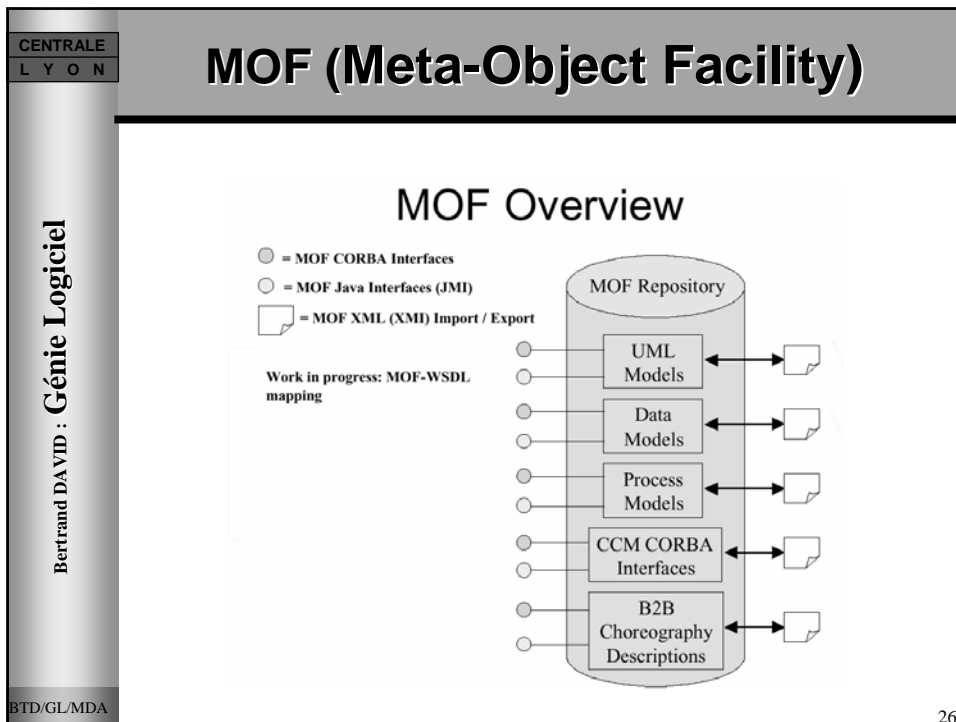 CENTRALE
L Y O N
MOF (Meta-Object Facility)
Bertrand DAVID : Génie Logiciel
MOF Overview
= MOF CORBA Interfaces
= MOF Java Interfaces (JMI)
= MOF XML (XMI) Import / Export
Work in progress: MOF-WSDL
mapping
MOF Repository
UML
Models
Data
Models
Process
Models
CCM CORBA
Interfaces
B2B
Choreography
Descriptions
BTD/GL/MDA
26